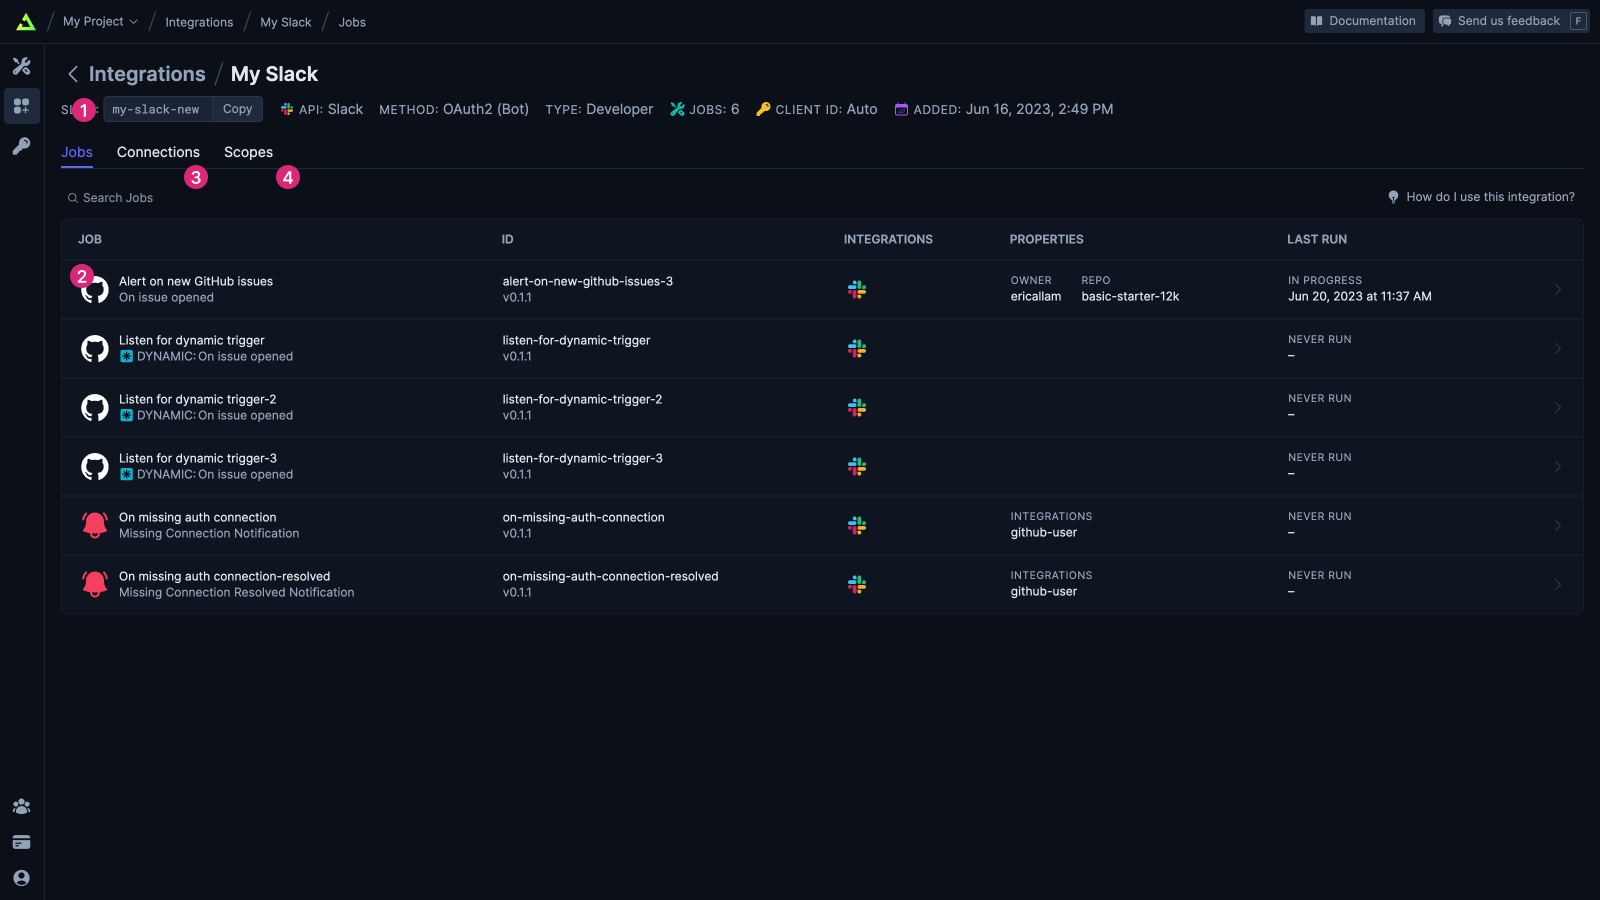 My Project
Integrations
My Slack
Jobs
Documentation
Send us feedback
F
Integrations / My Slack
1
my-slack-new
Copy
API: Slack
METHOD: OAuth2 (Bot)
TYPE: Developer
JOBS: 6
CLIENT ID: Auto
ADDED: Jun 16, 2023, 2:49 PM
Jobs
Connections
Scopes
3
4
Search Jobs
How do I use this integration?
JOB
ID
INTEGRATIONS
PROPERTIES
LAST RUN
2
Alert on new GitHub issues
On issue opened
alert-on-new-github-issues-3
v0.1.1
OWNER
ericallam
REPO
basic-starter-12k
IN PROGRESS
Jun 20, 2023 at 11:37 AM
Listen for dynamic trigger
DYNAMIC: On issue opened
listen-for-dynamic-trigger
v0.1.1
NEVER RUN
–
Listen for dynamic trigger-2
DYNAMIC: On issue opened
listen-for-dynamic-trigger-2
v0.1.1
NEVER RUN
–
Listen for dynamic trigger-3
DYNAMIC: On issue opened
listen-for-dynamic-trigger-3
v0.1.1
NEVER RUN
–
On missing auth connection
Missing Connection Notification
on-missing-auth-connection
v0.1.1
INTEGRATIONS
github-user
NEVER RUN
–
On missing auth connection-resolved
Missing Connection Resolved Notification
on-missing-auth-connection-resolved
v0.1.1
INTEGRATIONS
github-user
NEVER RUN
–